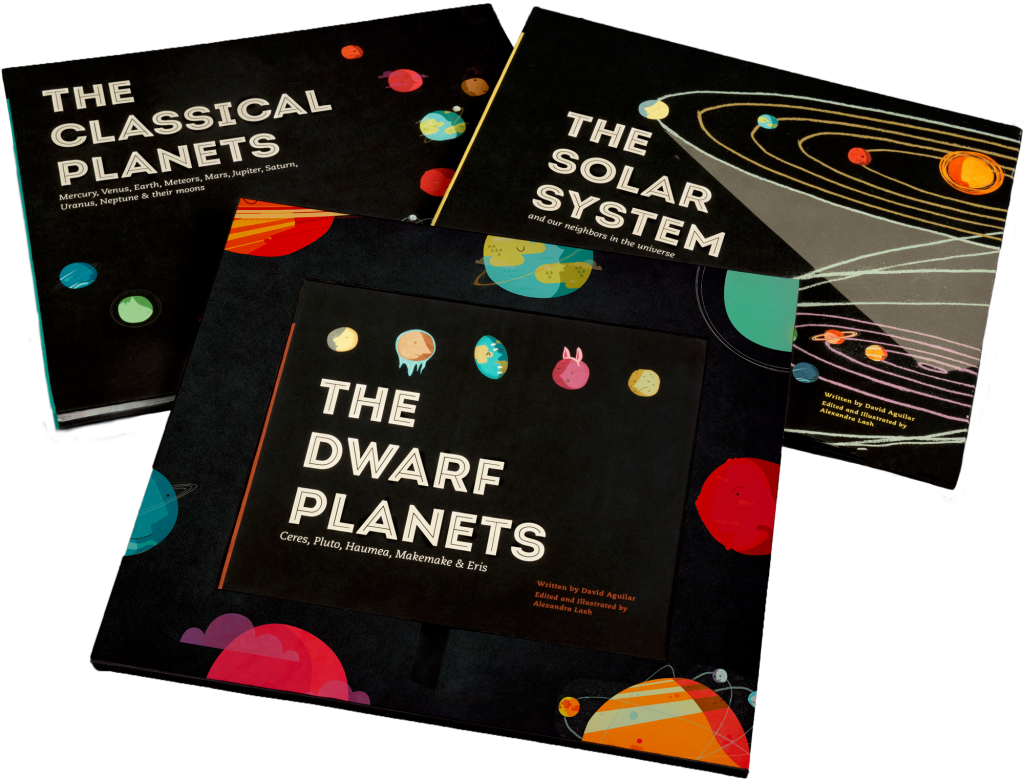 THE
CLASSICAL
PLANETS
Mercury, Venus, Earth, Meteors, Mars, Jupiter, Saturn,
Uranus, Neptune & their moons
THE
SOLAR
SYSTEM
and our neighbors in the universe
Written by David Aguilar
Edited and Illustrated by
Alexandra Lash
THE
DWARF
PLANETS
Ceres, Pluto, Haumea, Makemake & Eris
Written by David Aguilar
Edited and Illustrated by
Alexandra Lash